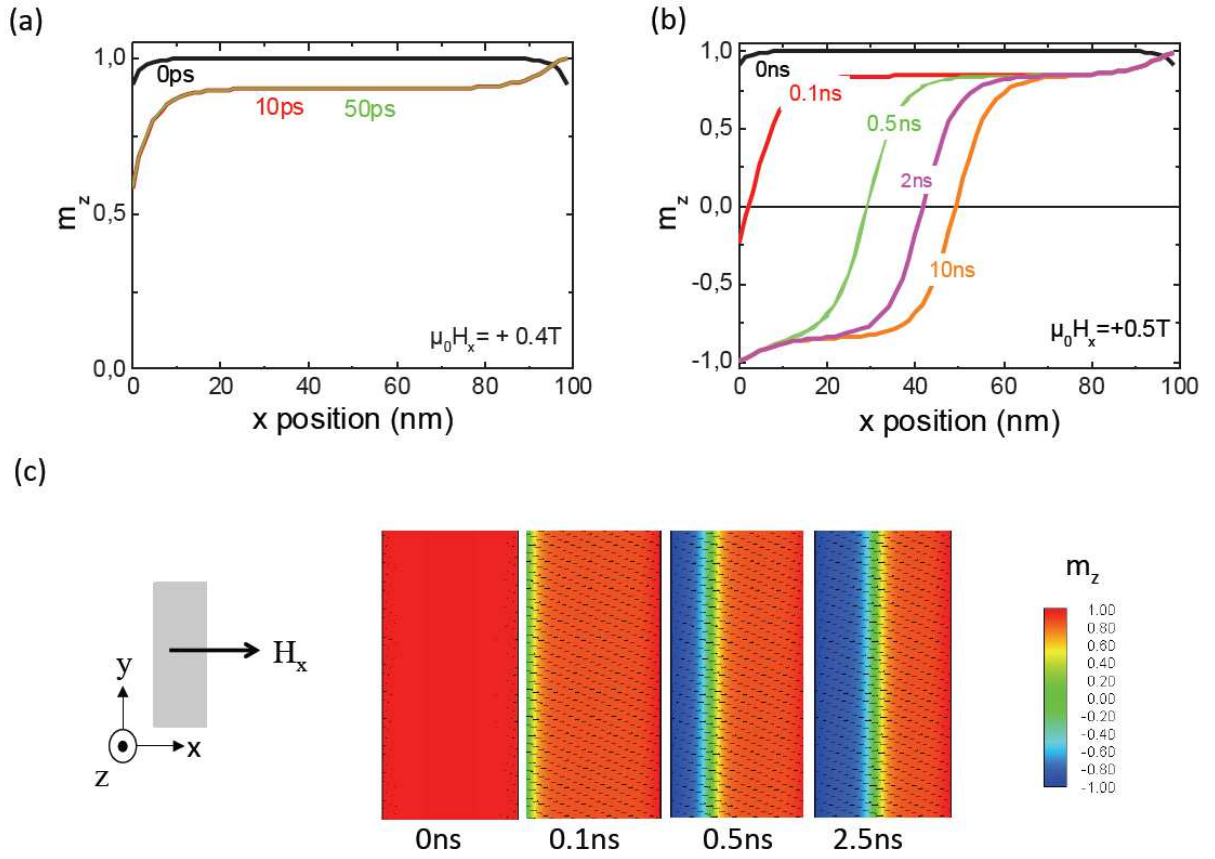 (a)
1,0
0,5
0,0
m_z
0ps
10ps
50ps
μ₀Hₓ= + 0.4T
0 20 40 60 80 100
x position (nm)
(b)
1.0
0.5
0.0
-0.5
-1,0
m_z
0ns
0.1ns
0.5ns
2ns
10ns
μ₀Hₓ=+0.5T
0 20 40 60 80 100
x position (nm)
(c)
y
x
z
Hₓ
0ns 0.1ns 0.5ns 2.5ns
m_z
1.00
0.80
0.60
0.40
0.20
0.00
-0.20
-0.40
-0.60
-0.80
-1.00